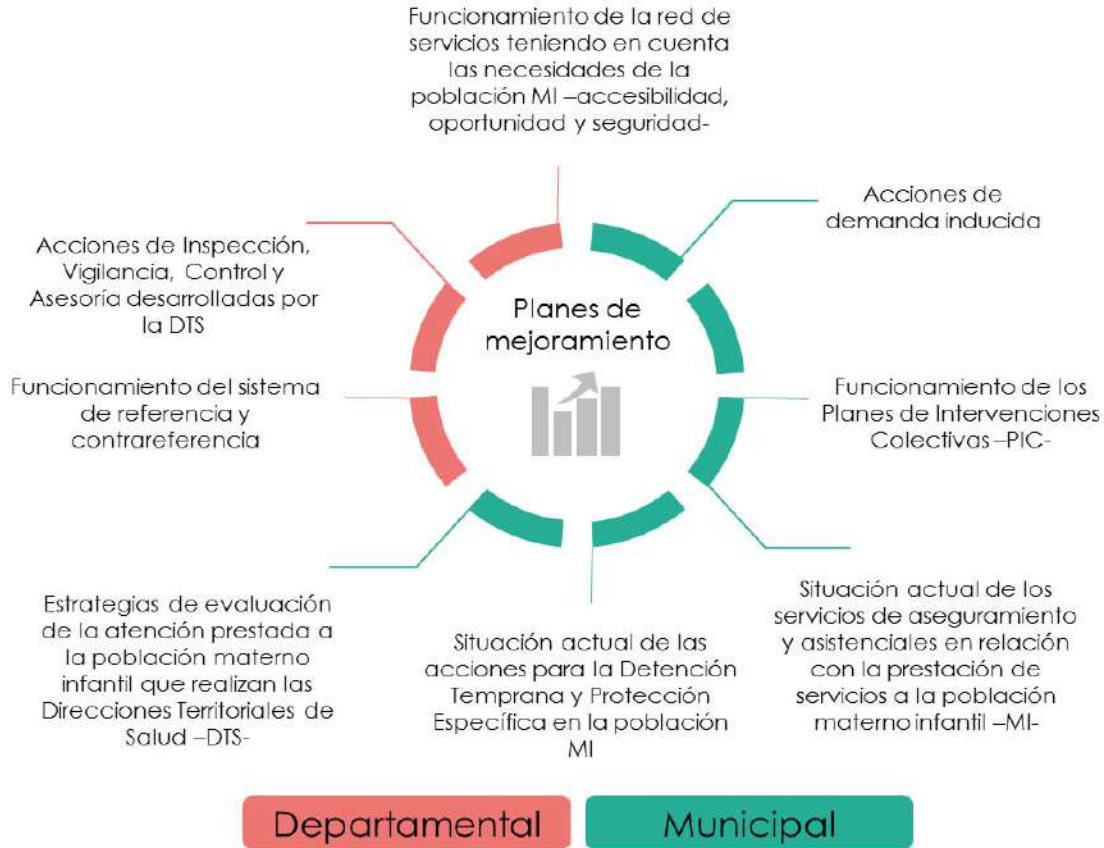 Funcionamiento de la red de
servicios teniendo en cuenta
las necesidades de la
población MI –accesibilidad,
oportunidad y seguridad-
Acciones de
demanda inducida
Acciones de Inspección,
Vigilancia, Control y
Asesoría desarrolladas por
la DTS
Planes de
mejoramiento
Funcionamiento del sistema
de referencia y
contrareferencia
Funcionamiento de los
Planes de Intervenciones
Colectivas –PIC-
Estrategias de evaluación
de la atención prestada a
la población materno
infantil que realizan las
Direcciones Territoriales de
Salud –DTS-
Situación actual de las
acciones para la Detención
Temprana y Protección
Específica en la población
MI
Situación actual de los
servicios de aseguramiento
y asistenciales en relación
con la prestación de
servicios a la población
materno infantil –MI-
Departamental
Municipal